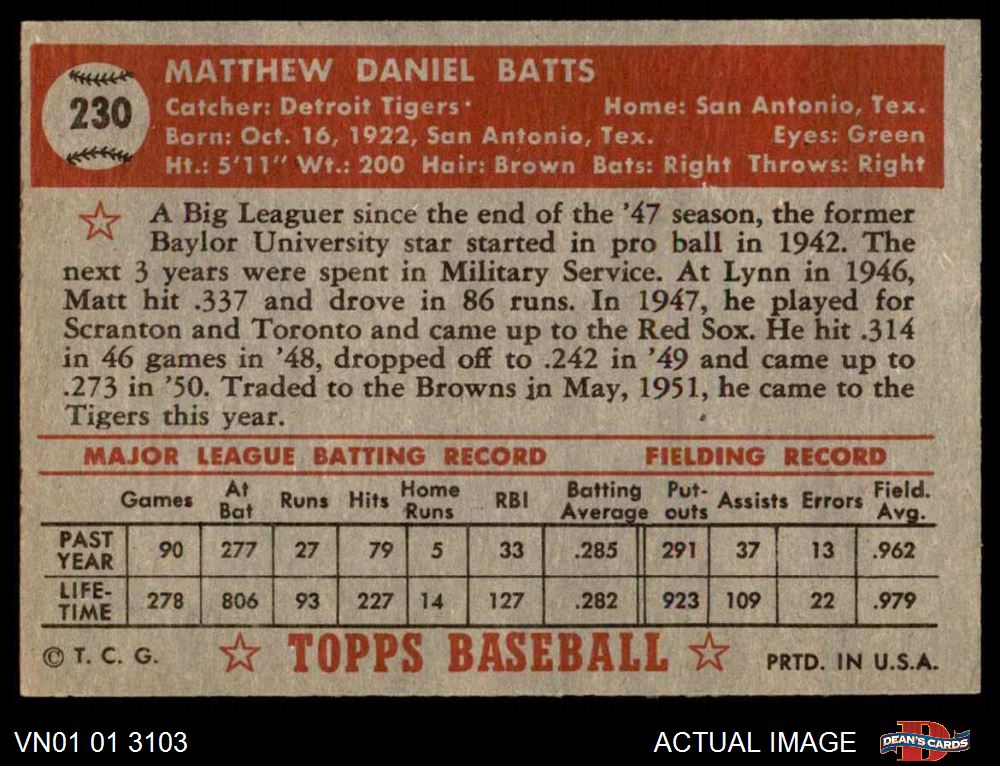 230
MATTHEW DANIEL BATTS
Catcher: Detroit Tigers· Home: San Antonio, Tex.
Born: Oct. 16, 1922, San Antonio, Tex. Eyes: Green
Ht.: 5'11" Wt.: 200 Hair: Brown Bats: Right Throws: Right
A Big Leaguer since the end of the '47 season, the former
Baylor University star started in pro ball in 1942. The
next 3 years were spent in Military Service. At Lynn in 1946,
Matt hit .337 and drove in 86 runs. In 1947, he played for
Scranton and Toronto and came up to the Red Sox. He hit .314
in 46 games in '48, dropped off to .242 in '49 and came up to
.273 in '50. Traded to the Browns in May, 1951, he came to the
Tigers this year.
MAJOR LEAGUE BATTING RECORD FIELDING RECORD
Games At Bat Runs Hits Home Runs RBI Batting Average Put-outs Assists Errors Field. Avg.
PAST YEAR 90 277 27 79 5 33 .285 291 37 13 .962
LIFE-TIME 278 806 93 227 14 127 .282 923 109 22 .979
© T. C. G. TOPPS BASEBALL PRTD. IN U.S.A.
VN01 01 3103 ACTUAL IMAGE D DEAN'S CARDS